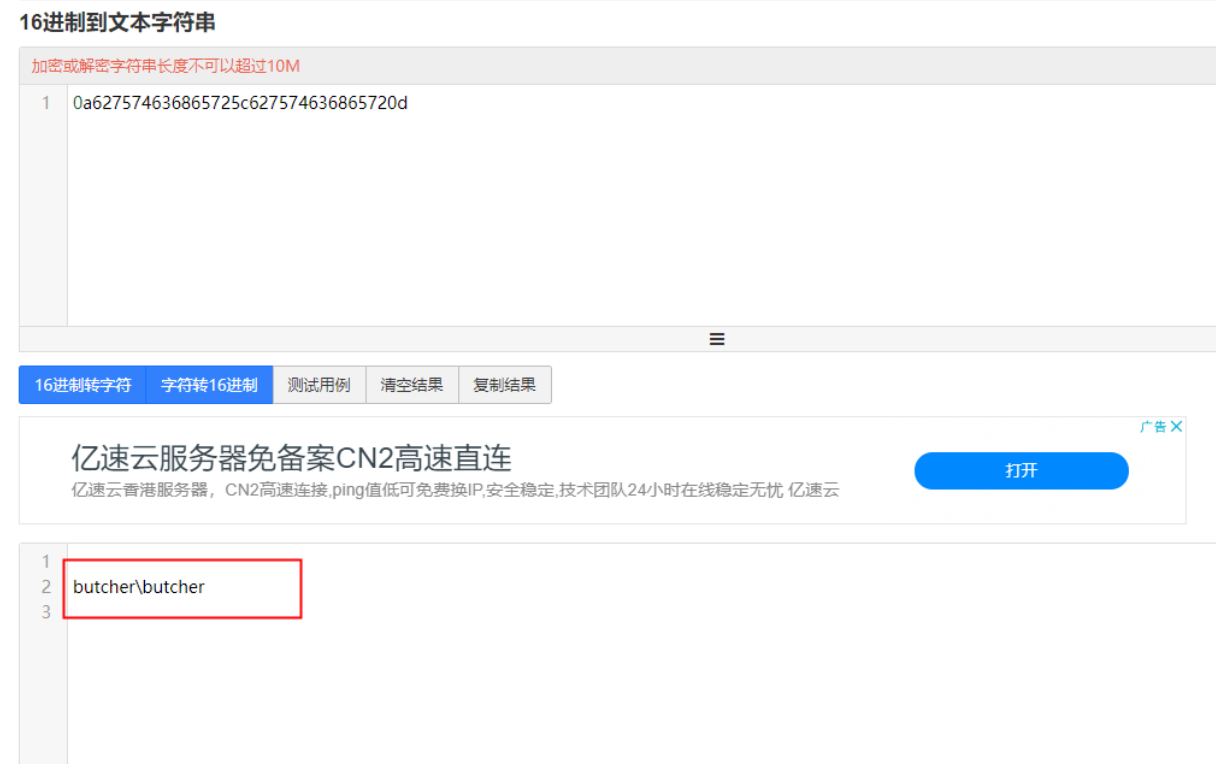 16进制到文本字符串
加密或解密字符串长度不可以超过10M
1 0a627574636865725c627574636865720d
16进制转字符 字符转16进制 测试用例 清空结果 复制结果
广告
亿速云服务器免备案CN2高速直连
亿速云香港服务器，CN2高速连接,ping值低可免费换IP,安全稳定,技术团队24小时在线稳定无忧 亿速云
打开
1
2 butcher\butcher
3